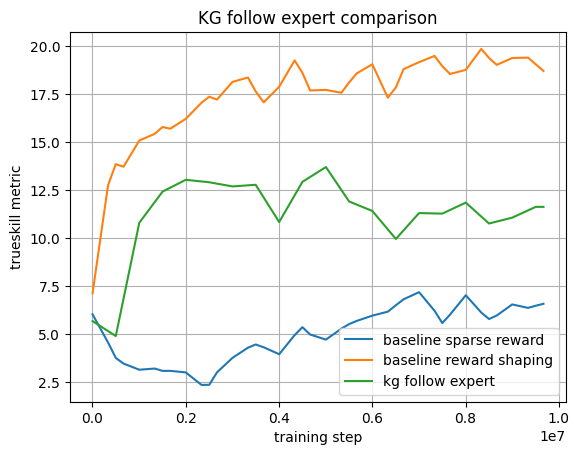 KG follow expert comparison
trueskill metric
20.0
17.5
15.0
12.5
10.0
7.5
5.0
2.5
0.0 0.2 0.4 0.6 0.8 1.0
1e7
training step
baseline sparse reward
baseline reward shaping
kg follow expert